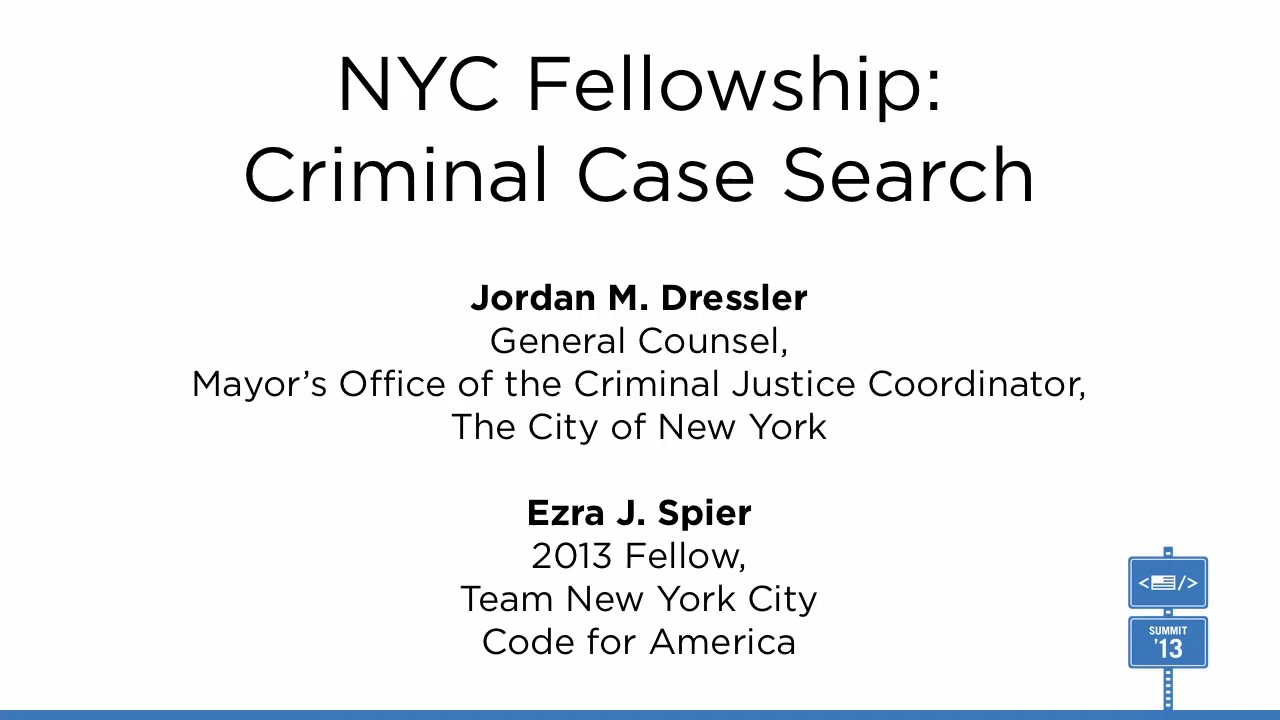 NYC Fellowship:
Criminal Case Search
Jordan M. Dressler
General Counsel,
Mayor’s Office of the Criminal Justice Coordinator,
The City of New York
Ezra J. Spier
2013 Fellow,
Team New York City
Code for America
< />
SUMMIT
’13